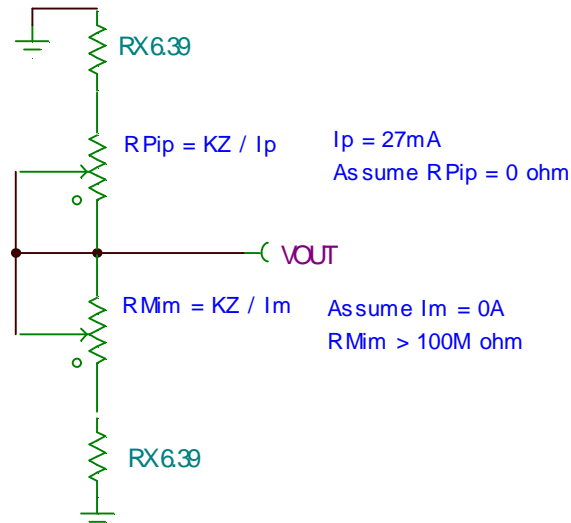 RX6.39
RPip = KZ / Ip
Ip = 27mA
Assume RPip = 0 ohm
VOUT
RMim = KZ / Im
Assume Im = 0A
RMim > 100M ohm
RX6.39